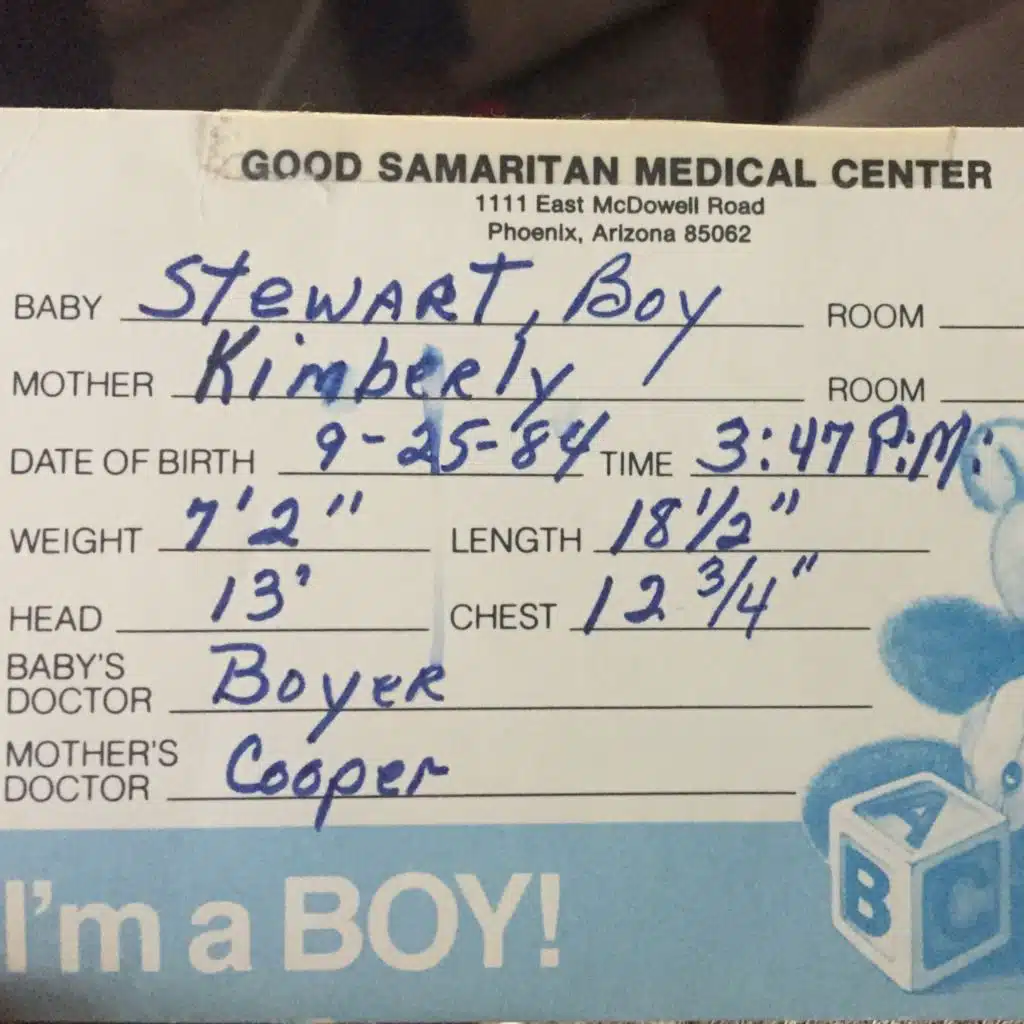 GOOD SAMARITAN MEDICAL CENTER
1111 East McDowell Road
Phoenix, Arizona 85062
BABY Stewart, Boy ROOM
MOTHER Kimberly ROOM
DATE OF BIRTH 9-25-84 TIME 3:47 P.M.
WEIGHT 7'2" LENGTH 18 1/2"
HEAD 13' CHEST 12 3/4"
BABY'S
DOCTOR Boyer
MOTHER'S
DOCTOR Cooper
I'm a BOY!
A
B C